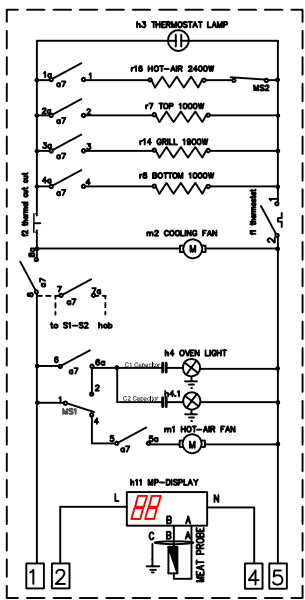 h3 THERMOSTAT LAMP
r16 HOT-AIR 2400W
1a 1
a7
MS2
r7 TOP 1000W
2a 2
a7
r14 GRILL 1900W
3a 3
a7
r8 BOTTOM 1000W
4a 4
a7
f2 thermal cut out
f1 thermostat
1
2
m2 COOLING FAN
M
8a
a7
8
7 7a
a7
to S1-S2 hob
h4 OVEN LIGHT
6 6a
a7
C1 Capacitor
2
h4.1
C2 Capacitor
1
MS1
4
m1 HOT-AIR FAN
5 5a
a7
M
h11 MP-DISPLAY
L N
88
B A
C B A
MEAT PROBE
1 2 4 5